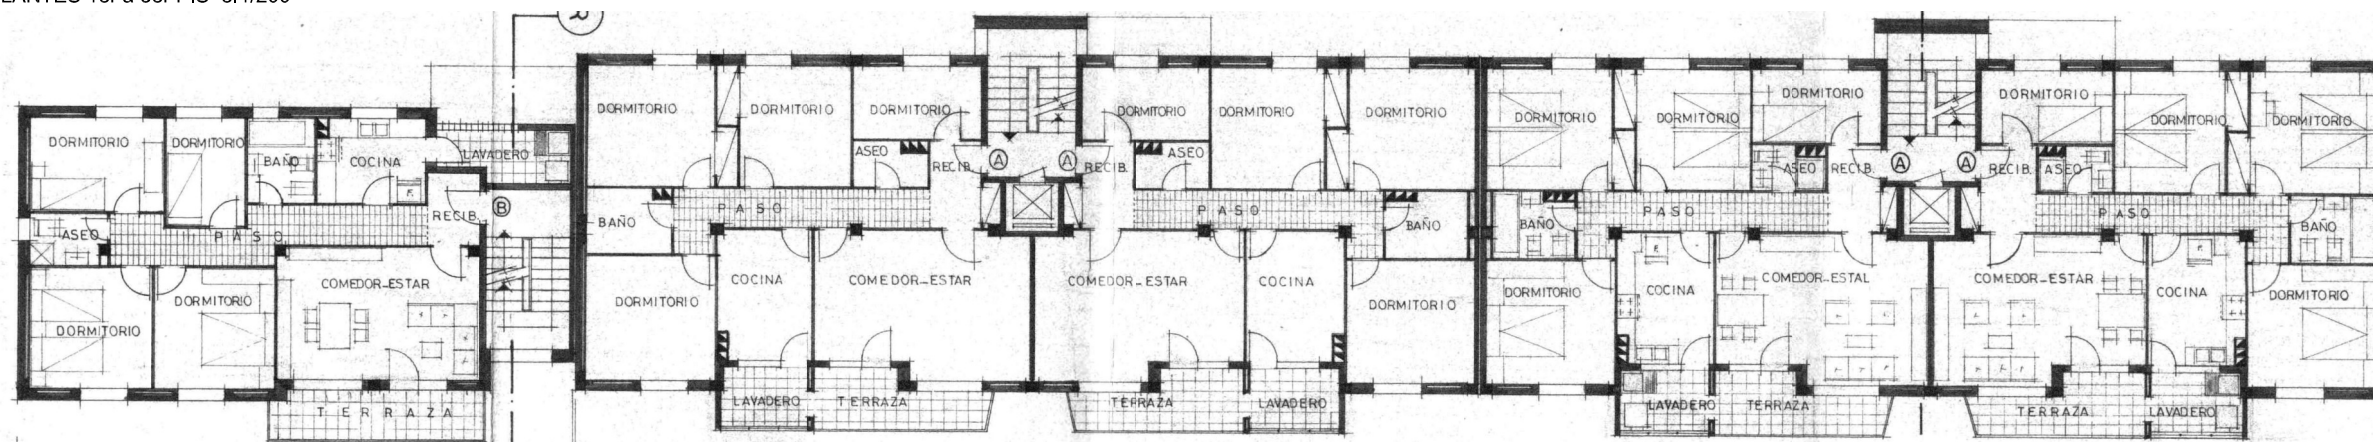 R
DORMITORIO
DORMITORIO
BAÑO
COCINA
LAVADERO
ASEO
PASO
RECIB.
B
DORMITORIO
DORMITORIO
COMEDOR-ESTAR
TERRAZA
DORMITORIO
DORMITORIO
DORMITORIO
ASEO
RECIB.
A
A
RECIB.
DORMITORIO
DORMITORIO
DORMITORIO
ASEO
BAÑO
PASO
PASO
BAÑO
DORMITORIO
COCINA
COMEDOR-ESTAR
COMEDOR-ESTAR
COCINA
DORMITORIO
LAVADERO
TERRAZA
TERRAZA
LAVADERO
DORMITORIO
DORMITORIO
DORMITORIO
ASEO
RECIB.
A
A
RECIB.
ASEO
DORMITORIO
DORMITORIO
DORMITORIO
BAÑO
PASO
PASO
BAÑO
DORMITORIO
COCINA
COMEDOR-ESTAL
COMEDOR-ESTAR
COCINA
DORMITORIO
LAVADERO
TERRAZA
TERRAZA
LAVADERO